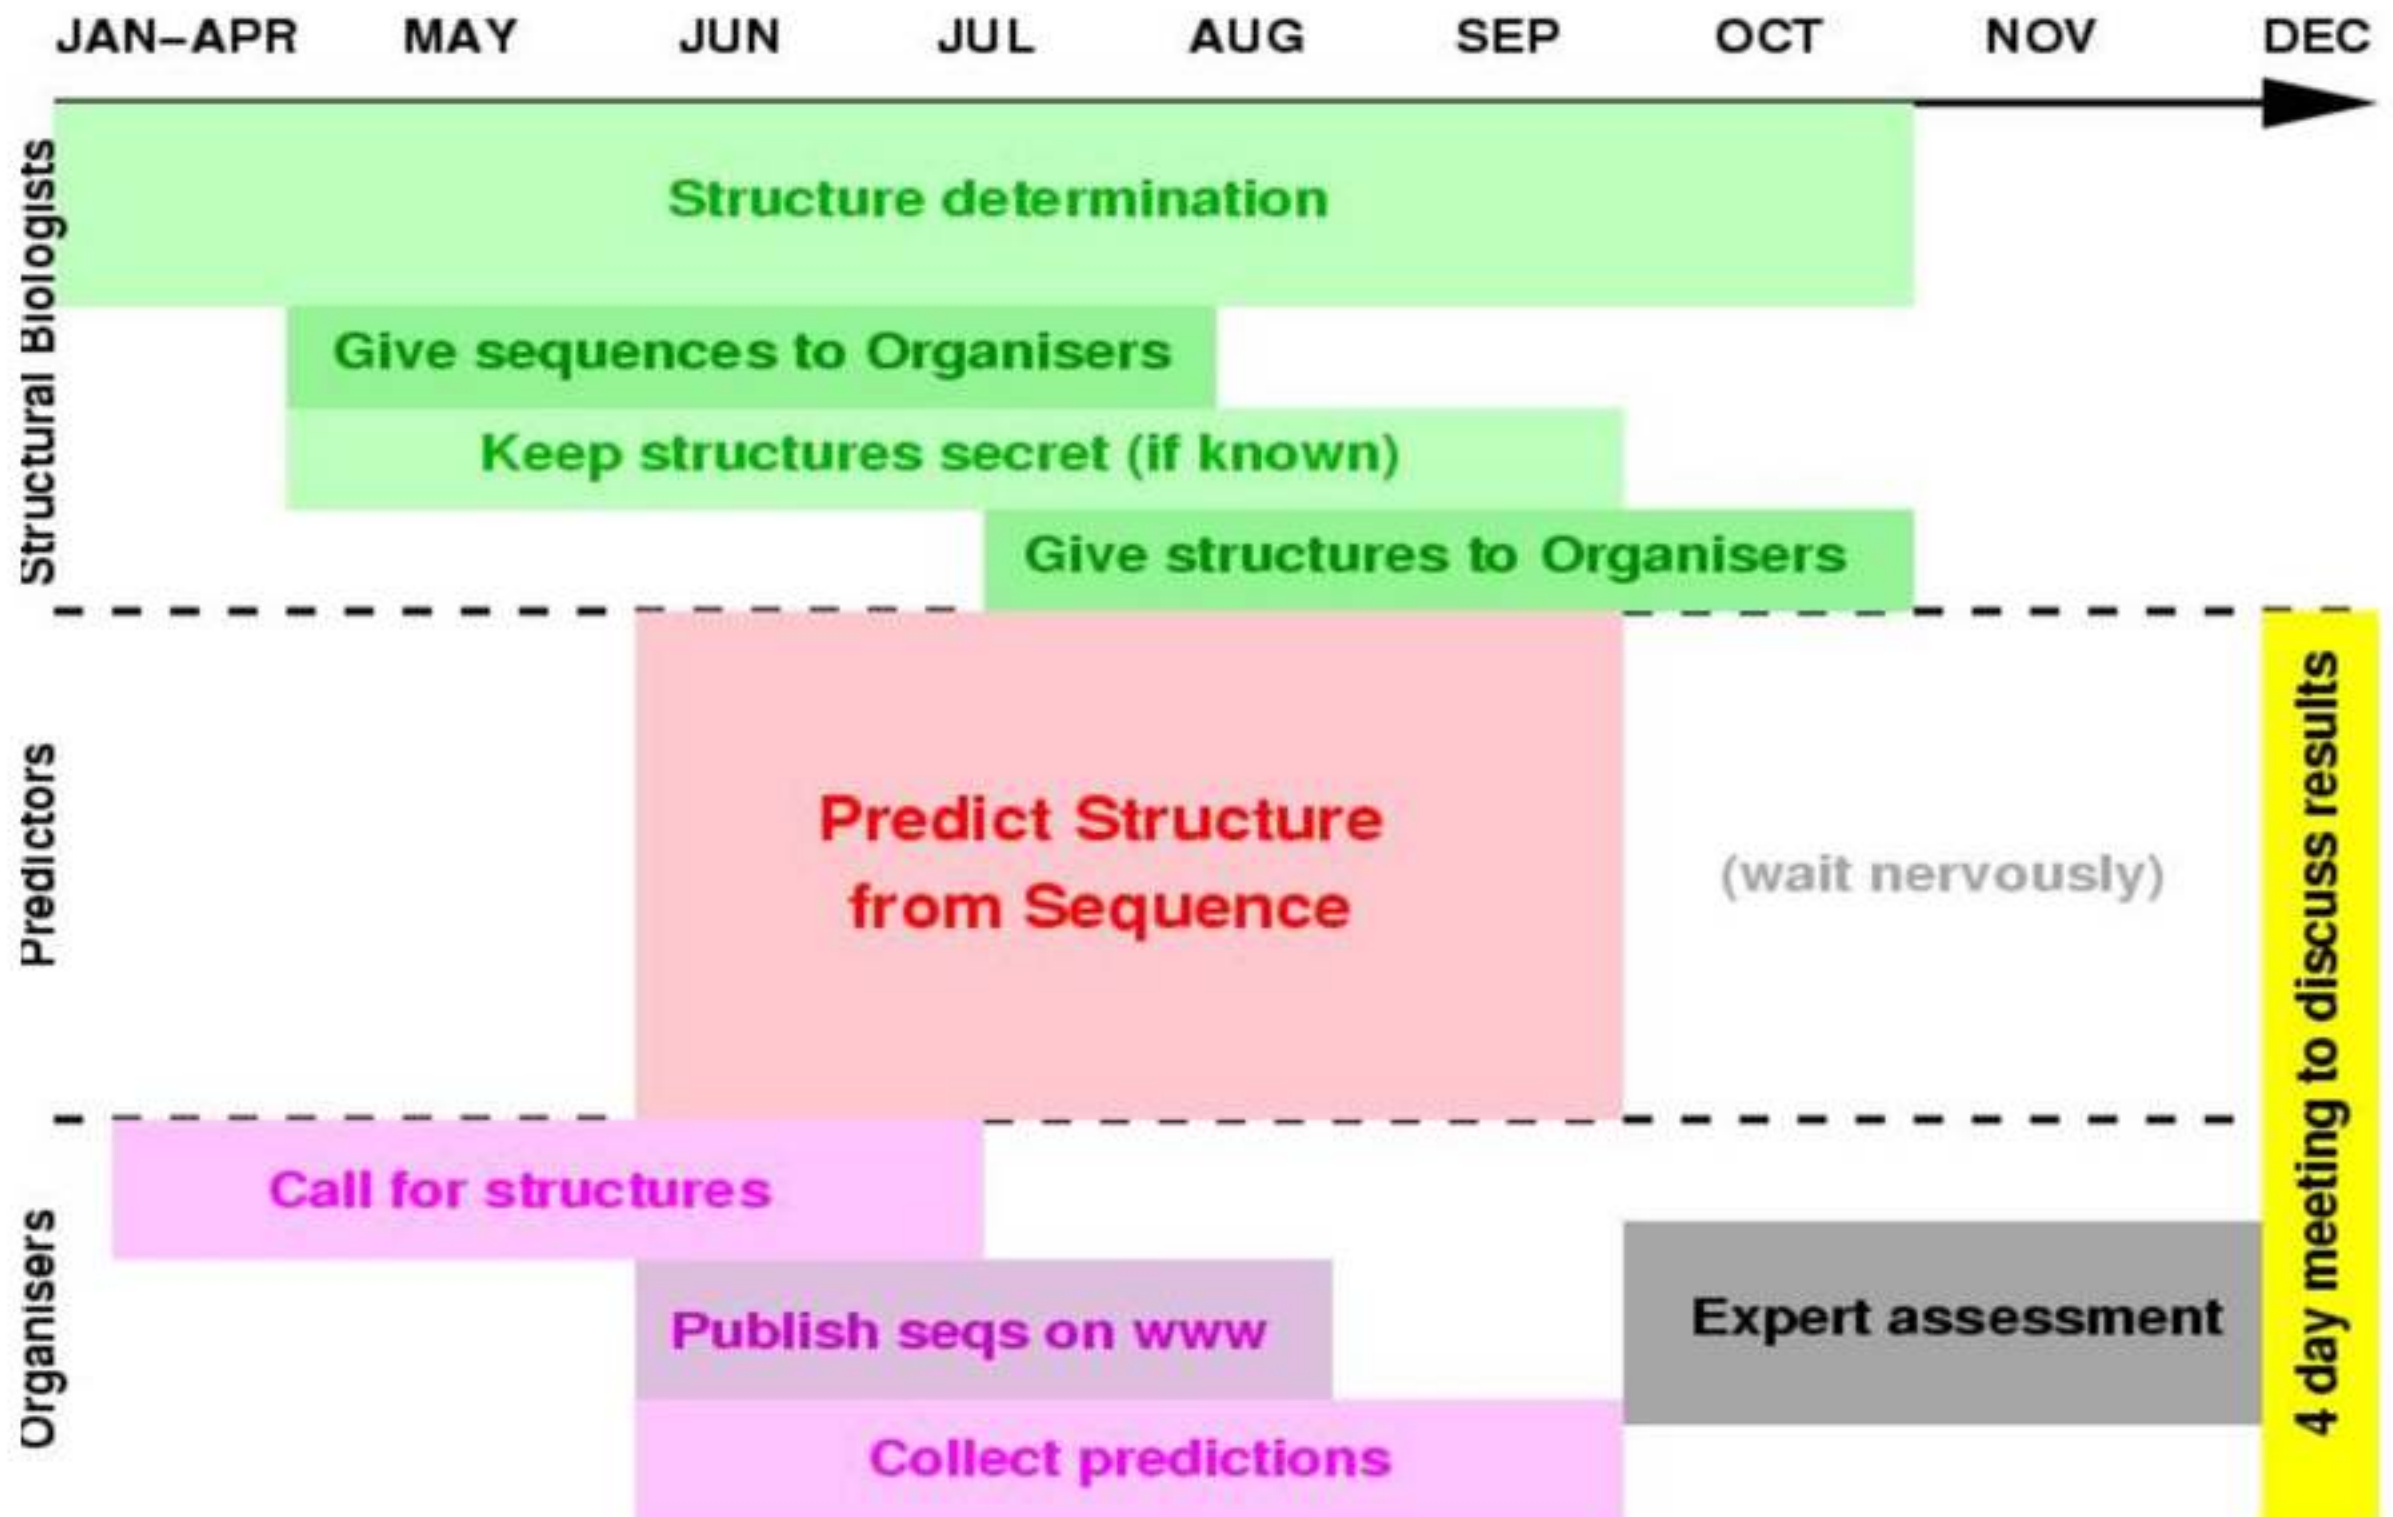 JAN–APR MAY JUN JUL AUG SEP OCT NOV DEC
Structural Biologists
Structure determination
Give sequences to Organisers
Keep structures secret (if known)
Give structures to Organisers
Predictors
Predict Structure
from Sequence
(wait nervously)
4 day meeting to discuss results
Organisers
Call for structures
Publish seqs on www
Expert assessment
Collect predictions